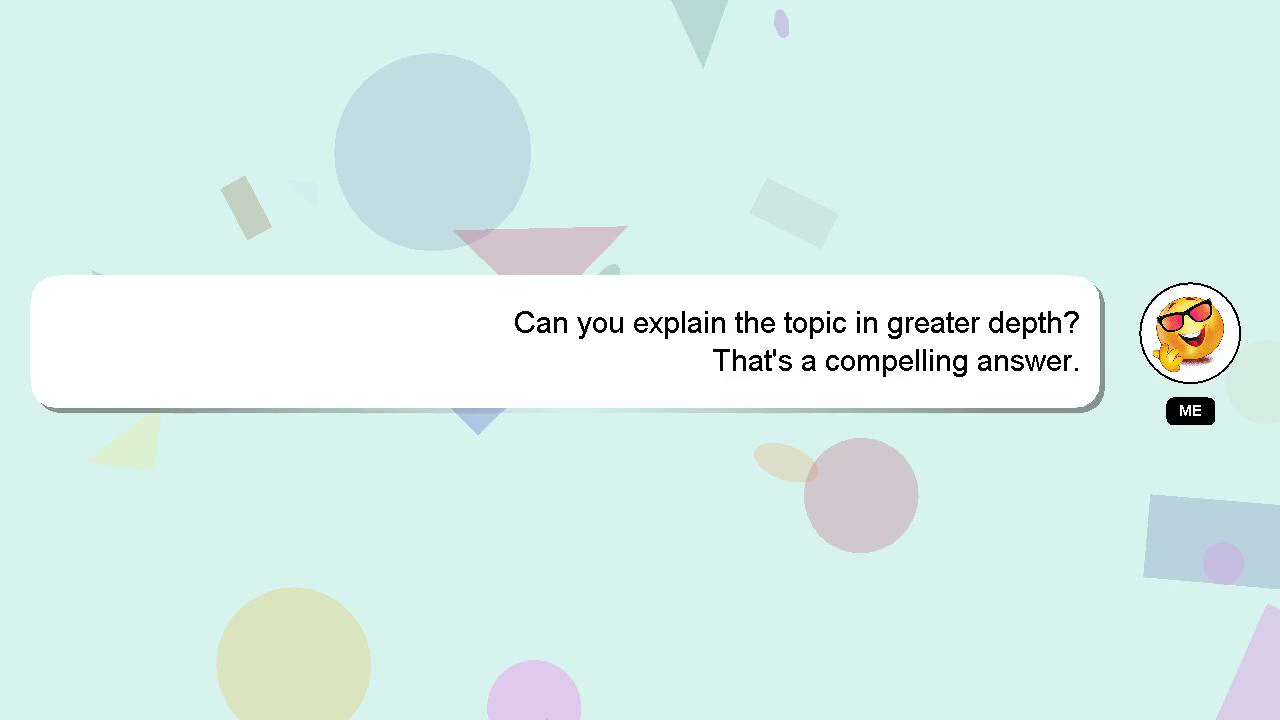 Can you explain the topic in greater depth?
That's a compelling answer.
ME